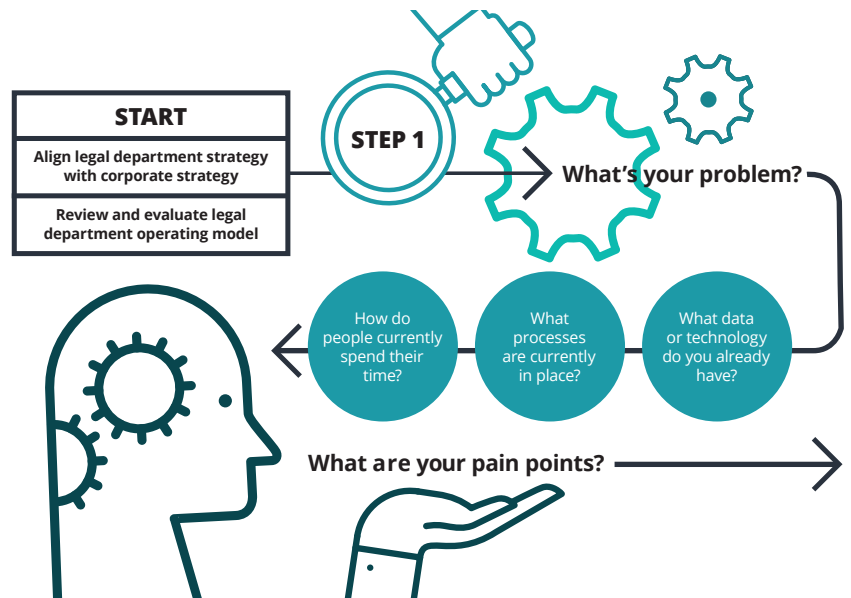 START
Align legal department strategy
with corporate strategy
Review and evaluate legal
department operating model
STEP 1
What's your problem?
How do
people currently
spend their
time?
What
processes
are currently
in place?
What data
or technology
do you already
have?
What are your pain points?